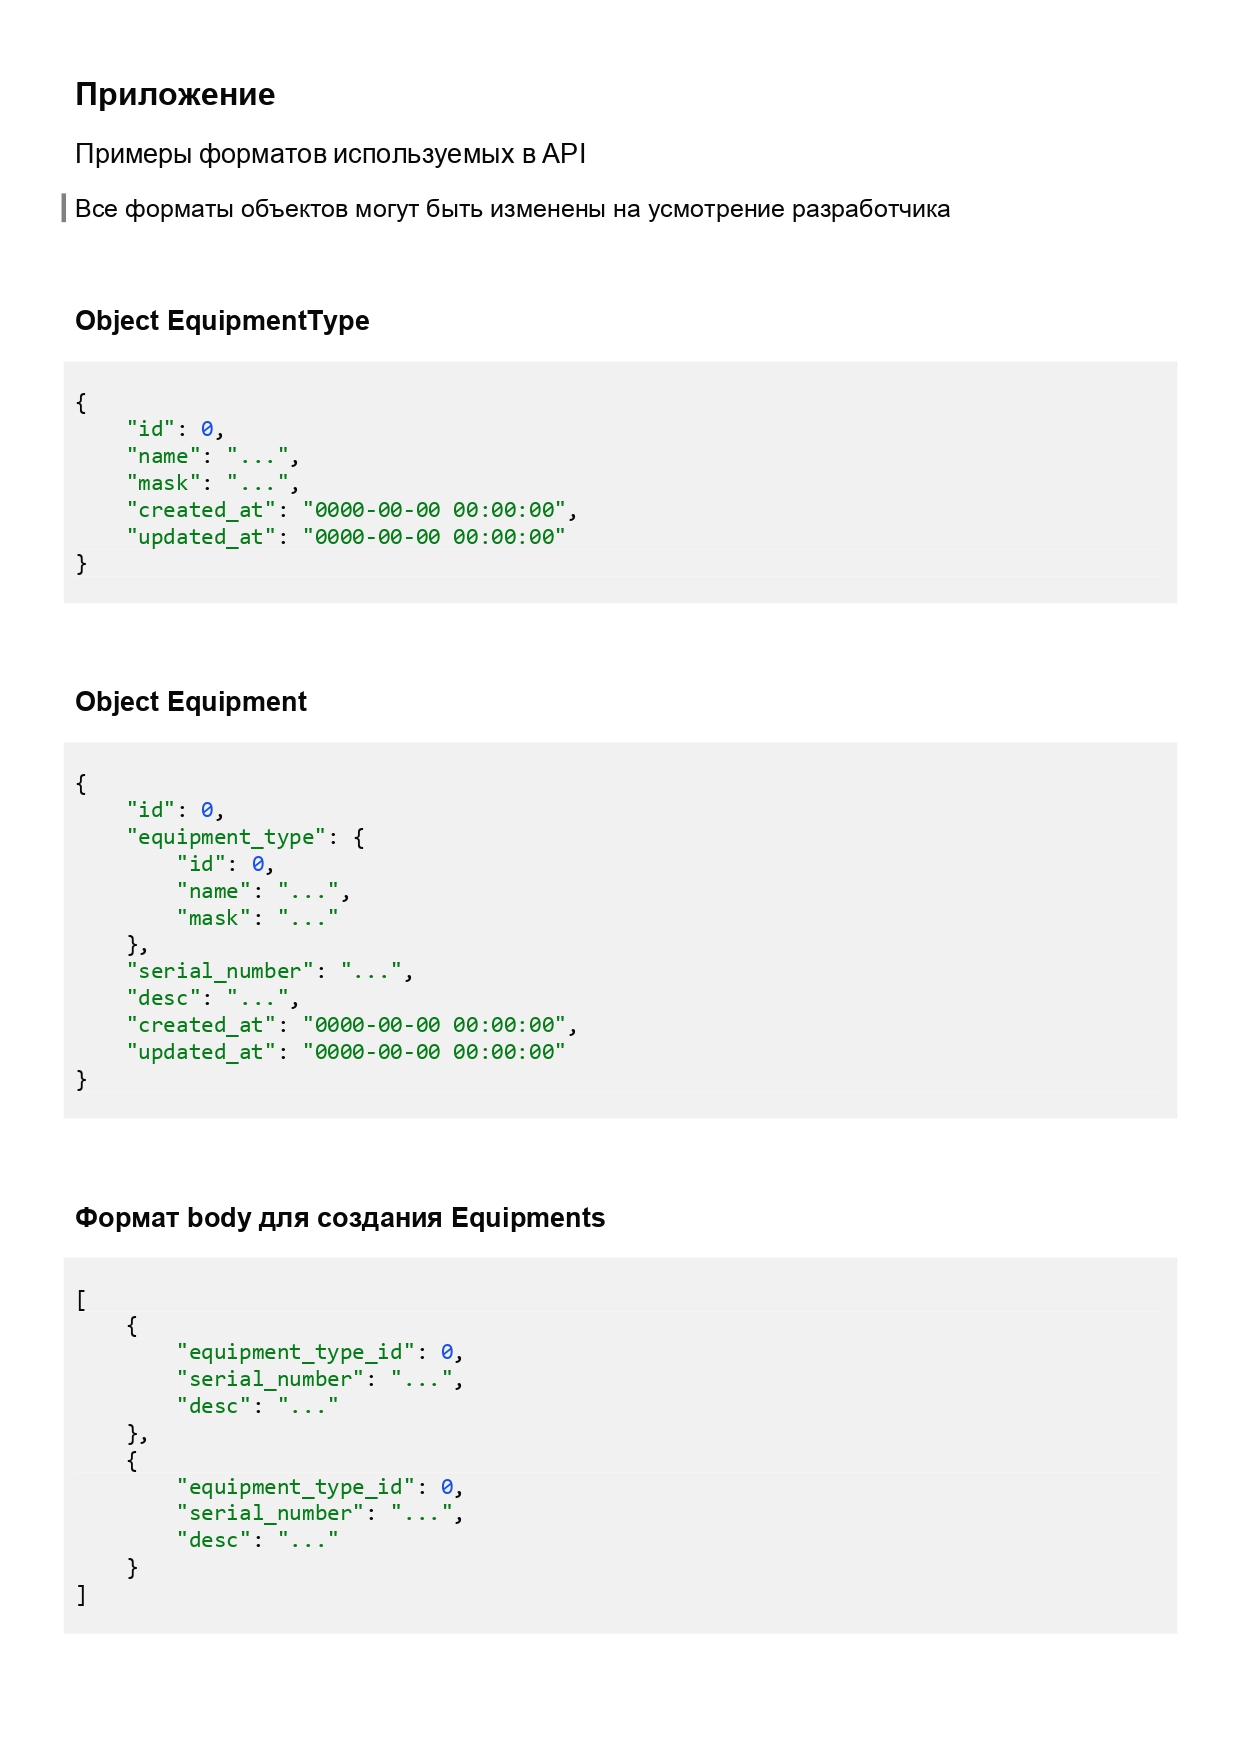 Приложение
Примеры форматов используемых в API
Все форматы объектов могут быть изменены на усмотрение разработчика
Object EquipmentType
{
    "id": 0,
    "name": "...",
    "mask": "...",
    "created_at": "0000-00-00 00:00:00",
    "updated_at": "0000-00-00 00:00:00"
}
Object Equipment
{
    "id": 0,
    "equipment_type": {
        "id": 0,
        "name": "...",
        "mask": "..."
    },
    "serial_number": "...",
    "desc": "...",
    "created_at": "0000-00-00 00:00:00",
    "updated_at": "0000-00-00 00:00:00"
}
Формат body для создания Equipments
[
    {
        "equipment_type_id": 0,
        "serial_number": "...",
        "desc": "..."
    },
    {
        "equipment_type_id": 0,
        "serial_number": "...",
        "desc": "..."
    }
]